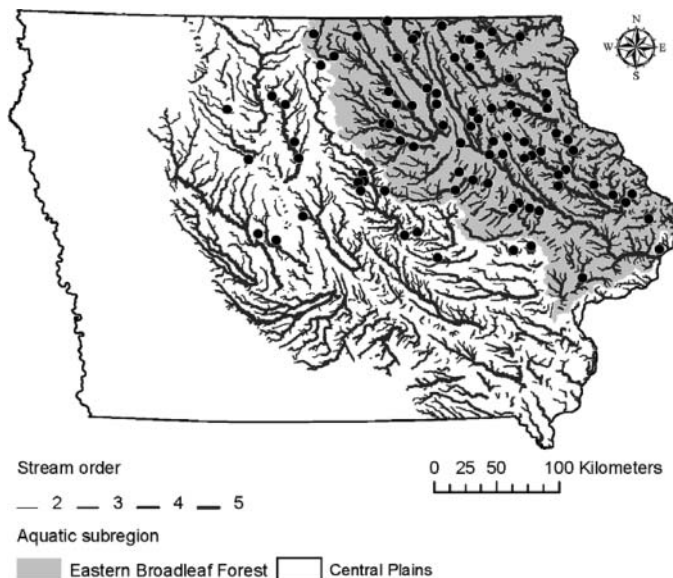 N
W E
S
Stream order
0 25 50 100 Kilometers
2 3 4 5
Aquatic subregion
Eastern Broadleaf Forest Central Plains